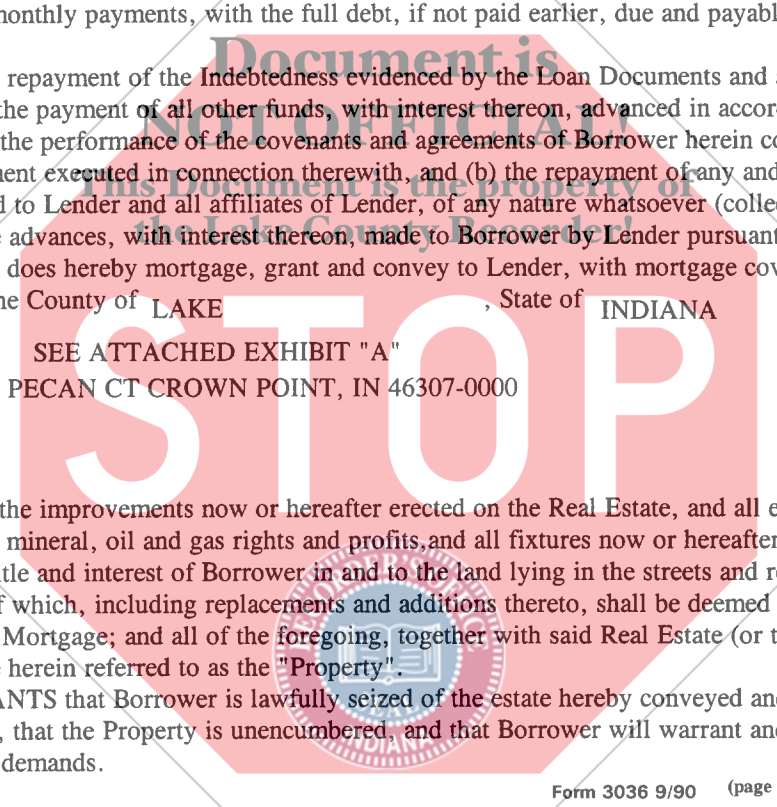 monthly payments, with the full debt, if not paid earlier, due and payabl
Document is
repayment of the Indebtedness evidenced by the Loan Documents and
the payment of all other funds, with interest thereon, advanced in accor
NOT OFFICIAL!
the performance of the covenants and agreements of Borrower herein co
ment executed in connection therewith, and (b) the repayment of any and
This Document is the property of
d to Lender and all affiliates of Lender, of any nature whatsoever (collec
the Lake County Recorder!
e advances, with interest thereon, made to Borrower by Lender pursuant
does hereby mortgage, grant and convey to Lender, with mortgage cov
he County of LAKE , State of INDIANA
STOP
SEE ATTACHED EXHIBIT "A"
PECAN CT CROWN POINT, IN 46307-0000
the improvements now or hereafter erected on the Real Estate, and all e
mineral, oil and gas rights and profits, and all fixtures now or hereafter
itle and interest of Borrower in and to the land lying in the streets and r
f which, including replacements and additions thereto, shall be deemed
Mortgage; and all of the foregoing, together with said Real Estate (or t
e herein referred to as the "Property".
ANTS that Borrower is lawfully seized of the estate hereby conveyed an
, that the Property is unencumbered, and that Borrower will warrant an
demands.
SEAL
INDIANA
Form 3036 9/90 (page